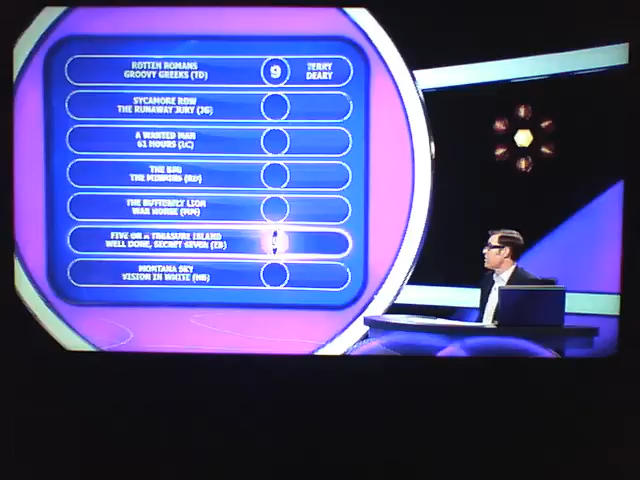 ROTTEN ROMANS
GROOVY GREEKS (TD)
9
TERRY
DEARY
SYCAMORE ROW
THE RUNAWAY JURY (JG)
A WANTED MAN
61 HOURS (LC)
THE BFG
THE MINPINS (RD)
THE BUTTERFLY LION
WAR HORSE (MM)
FIVE ON A TREASURE ISLAND
WELL DONE, SECRET SEVEN (EB)
MONTANA SKY
VISION IN WHITE (NR)